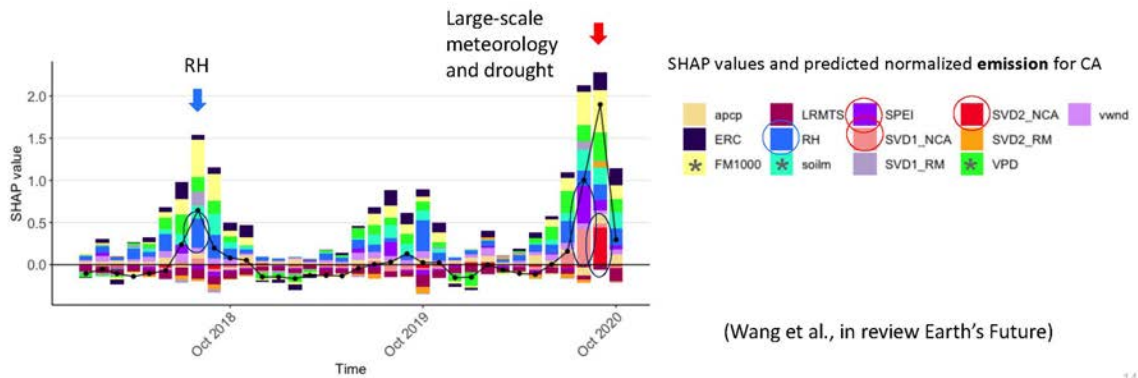 Large-scale
meteorology
and drought
RH
SHAP values and predicted normalized emission for CA
apcp LRMTS SPEI SVD2_NCA vwnd
ERC RH SVD1_NCA SVD2_RM
* FM1000 * soilm SVD1_RM * VPD
SHAP value
2.0
1.5
1.0
0.5
0.0
Oct 2018
Oct 2019
Oct 2020
Time
(Wang et al., in review Earth's Future)
14